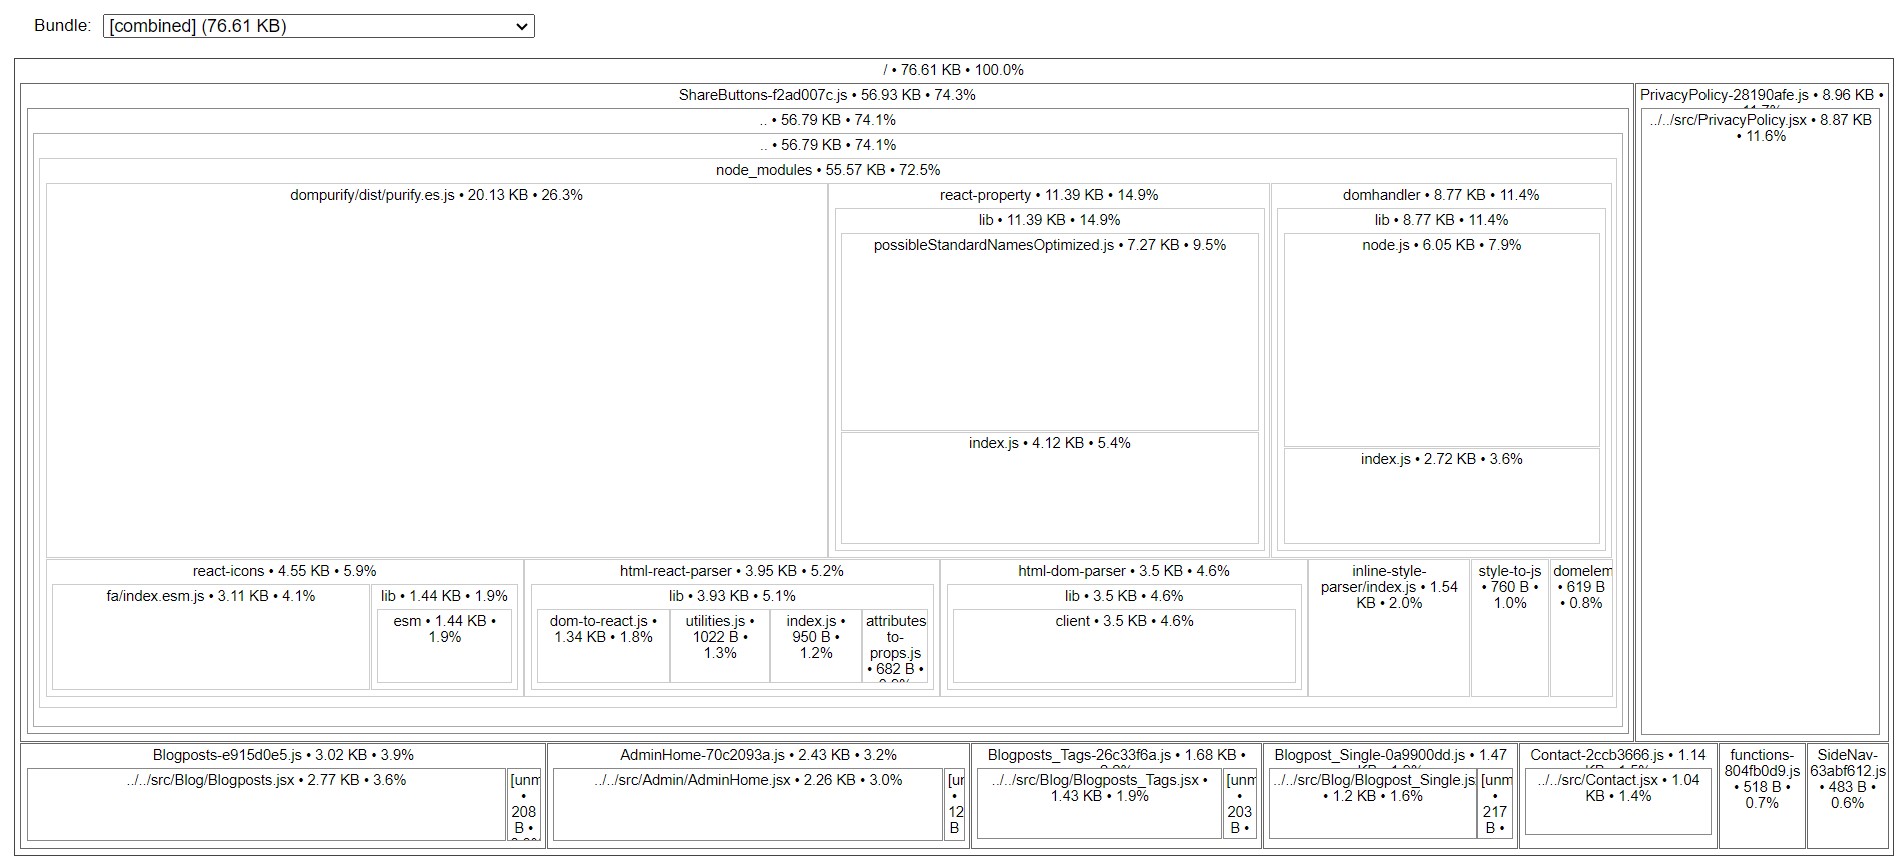 Bundle: [combined] (76.61 KB)
/ • 76.61 KB • 100.0%
ShareButtons-f2ad007c.js • 56.93 KB • 74.3%
PrivacyPolicy-28190afe.js • 8.96 KB •
.. • 56.79 KB • 74.1%
../../src/PrivacyPolicy.jsx • 8.87 KB
• 11.6%
.. • 56.79 KB • 74.1%
node_modules • 55.57 KB • 72.5%
dompurify/dist/purify.es.js • 20.13 KB • 26.3%
react-property • 11.39 KB • 14.9%
lib • 11.39 KB • 14.9%
possibleStandardNamesOptimized.js • 7.27 KB • 9.5%
index.js • 4.12 KB • 5.4%
domhandler • 8.77 KB • 11.4%
lib • 8.77 KB • 11.4%
node.js • 6.05 KB • 7.9%
index.js • 2.72 KB • 3.6%
react-icons • 4.55 KB • 5.9%
fa/index.esm.js • 3.11 KB • 4.1%
lib • 1.44 KB • 1.9%
esm • 1.44 KB •
1.9%
html-react-parser • 3.95 KB • 5.2%
lib • 3.93 KB • 5.1%
dom-to-react.js •
1.34 KB • 1.8%
utilities.js •
1022 B •
1.3%
index.js •
950 B •
1.2%
attributes
to-
props.js
• 682 B •
html-dom-parser • 3.5 KB • 4.6%
lib • 3.5 KB • 4.6%
client • 3.5 KB • 4.6%
inline-style-
parser/index.js • 1.54
KB • 2.0%
style-to-js
• 760 B •
1.0%
domelem
• 619 B
• 0.8%
Blogposts-e915d0e5.js • 3.02 KB • 3.9%
../../src/Blog/Blogposts.jsx • 2.77 KB • 3.6%
[unm
•
208
B •
AdminHome-70c2093a.js • 2.43 KB • 3.2%
../../src/Admin/AdminHome.jsx • 2.26 KB • 3.0%
[ur
•
12
B
Blogposts_Tags-26c33f6a.js • 1.68 KB •
../../src/Blog/Blogposts_Tags.jsx •
1.43 KB • 1.9%
[unm
•
203
B •
Blogpost_Single-0a9900dd.js • 1.47
../../src/Blog/Blogpost_Single.js
• 1.2 KB • 1.6%
[unm
•
217
B •
Contact-2ccb3666.js • 1.14
../../src/Contact.jsx • 1.04
KB • 1.4%
functions-
804fb0d9.js
• 518 B •
0.7%
SideNav-
63abf612.js
• 483 B •
0.6%